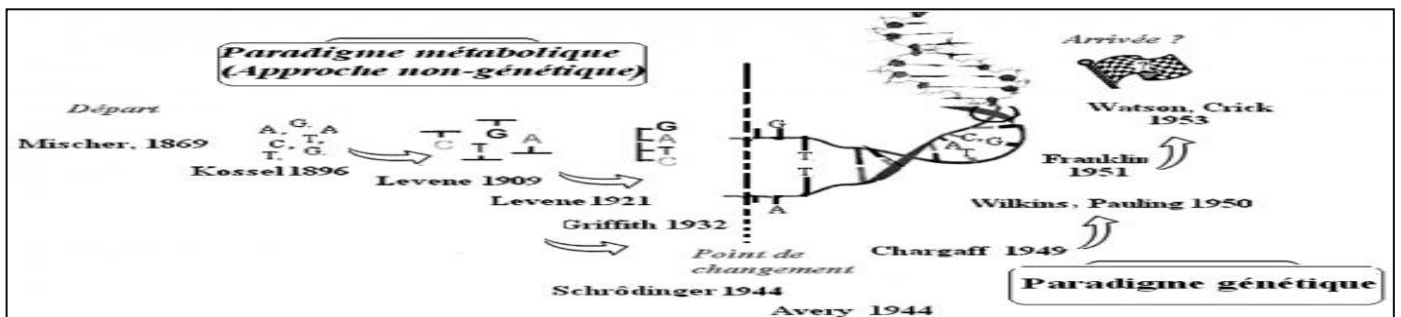 Paradigme métabolique
(Approche non-génétique)
Arrivée ?
Départ
Mischer, 1869
A. G. A
C. T.
T. G.
Kossel 1896
C T G A
Levene 1909
G
A
T
C
Levene 1921
Griffith 1932
G
T
T
A
A T C G
Watson, Crick
1953
Franklin
1951
Wilkins, Pauling 1950
Chargaff 1949
Point de
changement
Schrôdinger 1944
Avery 1944
Paradigme génétique